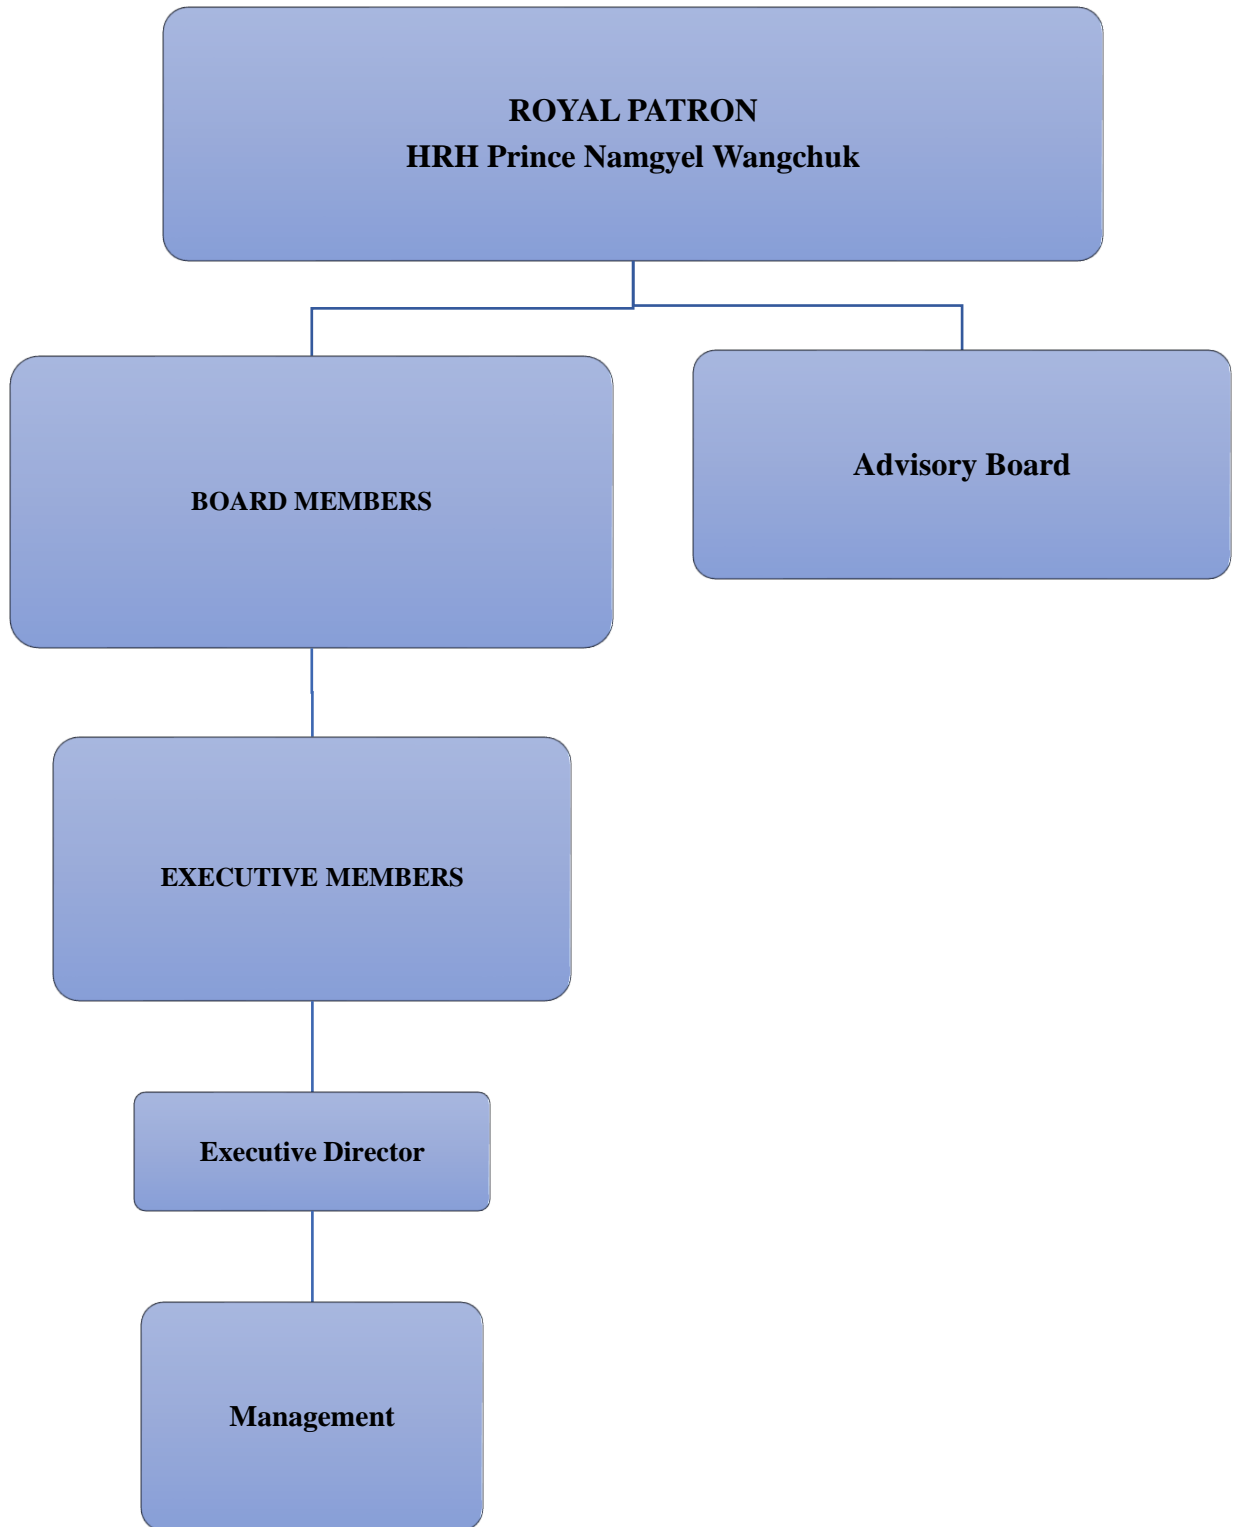 ROYAL PATRON
HRH Prince Namgyel Wangchuk
Advisory Board
BOARD MEMBERS
EXECUTIVE MEMBERS
Executive Director
Management